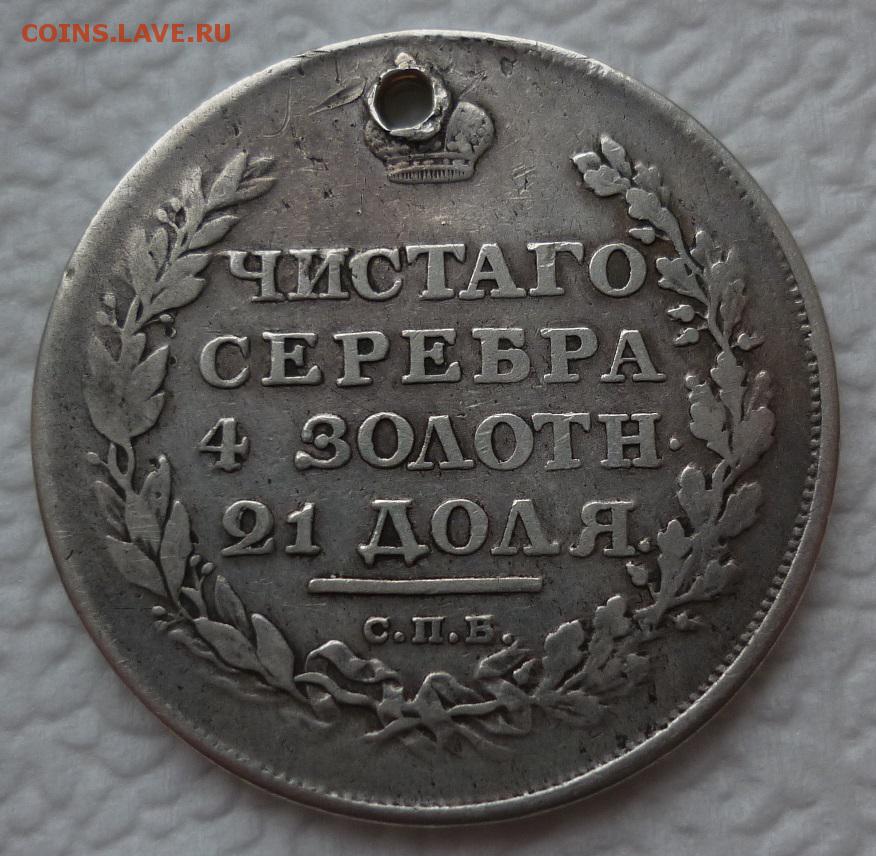 COINS.LAVE.RU
ЧИСТАГО
СЕРЕБРА
4 ЗОЛОТН.
21 ДОЛЯ.
С.П.Б.